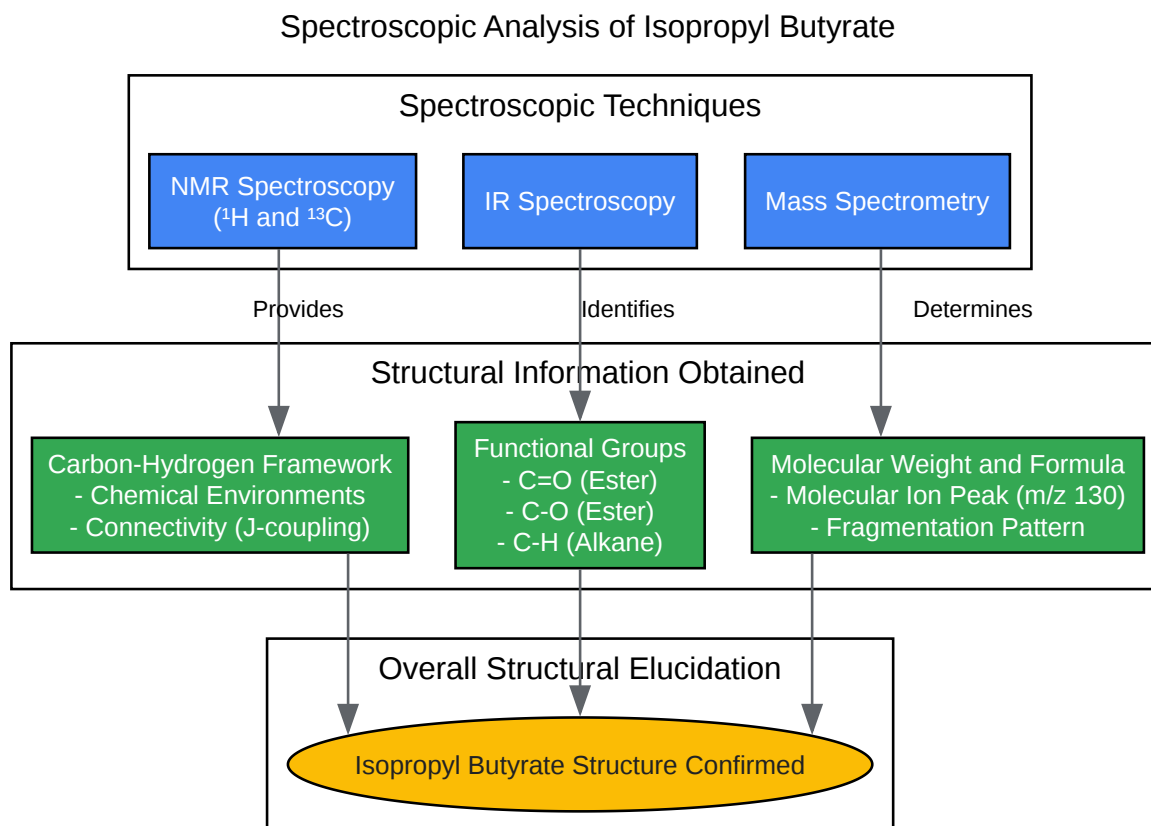 Spectroscopic Analysis of Isopropyl Butyrate
Spectroscopic Techniques
NMR Spectroscopy
(¹H and ¹³C)
IR Spectroscopy
Mass Spectrometry
Provides
Identifies
Determines
Structural Information Obtained
Carbon-Hydrogen Framework
- Chemical Environments
- Connectivity (J-coupling)
Functional Groups
- C=O (Ester)
- C-O (Ester)
- C-H (Alkane)
Molecular Weight and Formula
- Molecular Ion Peak (m/z 130)
- Fragmentation Pattern
Overall Structural Elucidation
Isopropyl Butyrate Structure Confirmed